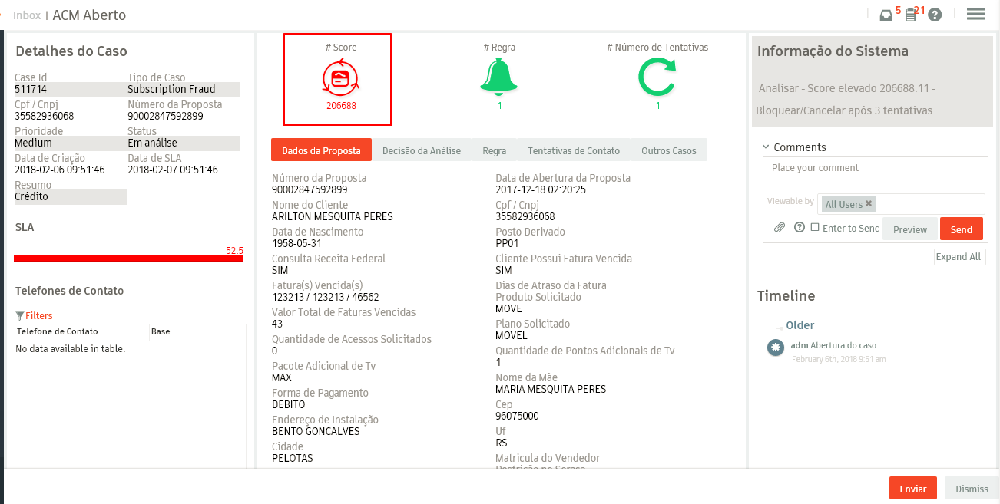 Inbox | ACM Aberto
5
21
Detalhes do Caso
Case Id
Tipo de Caso
511714
Subscription Fraud
Cpf / Cnpj
Número da Proposta
35582936068
90002847592899
Prioridade
Status
Medium
Em análise
Data de Criação
Data de SLA
2018-02-06 09:51:46
2018-02-07 09:51:46
Resumo
Crédito
SLA
52.5
Telefones de Contato
Filters
Telefone de Contato
Base
No data available in table.
# Score
206688
# Regra
1
# Número de Tentativas
1
Dados da Proposta
Decisão da Análise
Regra
Tentativas de Contato
Outros Casos
Número da Proposta
90002847592899
Nome do Cliente
ARILTON MESQUITA PERES
Data de Nascimento
1958-05-31
Consulta Receita Federal
SIM
Fatura(s) Vencida(s)
123213 / 123213 / 46562
Valor Total de Faturas Vencidas
43
Quantidade de Acessos Solicitados
0
Pacote Adicional de Tv
MAX
Forma de Pagamento
DEBITO
Endereço de Instalação
BENTO GONCALVES
Cidade
PELOTAS
Data de Abertura da Proposta
2017-12-18 02:20:25
Cpf / Cnpj
35582936068
Posto Derivado
PP01
Cliente Possui Fatura Vencida
SIM
Dias de Atraso da Fatura
Produto Solicitado
MOVE
Plano Solicitado
MOVEL
Quantidade de Pontos Adicionais de Tv
1
Nome da Mãe
MARIA MESQUITA PERES
Cep
96075000
Uf
RS
Matricula do Vendedor
Informação do Sistema
Analisar - Score elevado 206688.11 -
Bloquear/Cancelar após 3 tentativas
Comments
Place your comment
Viewable by
All Users
Enter to Send
Preview
Send
Expand All
Timeline
Older
adm Abertura do caso
February 6th, 2018 9:51 am
Enviar
Dismiss